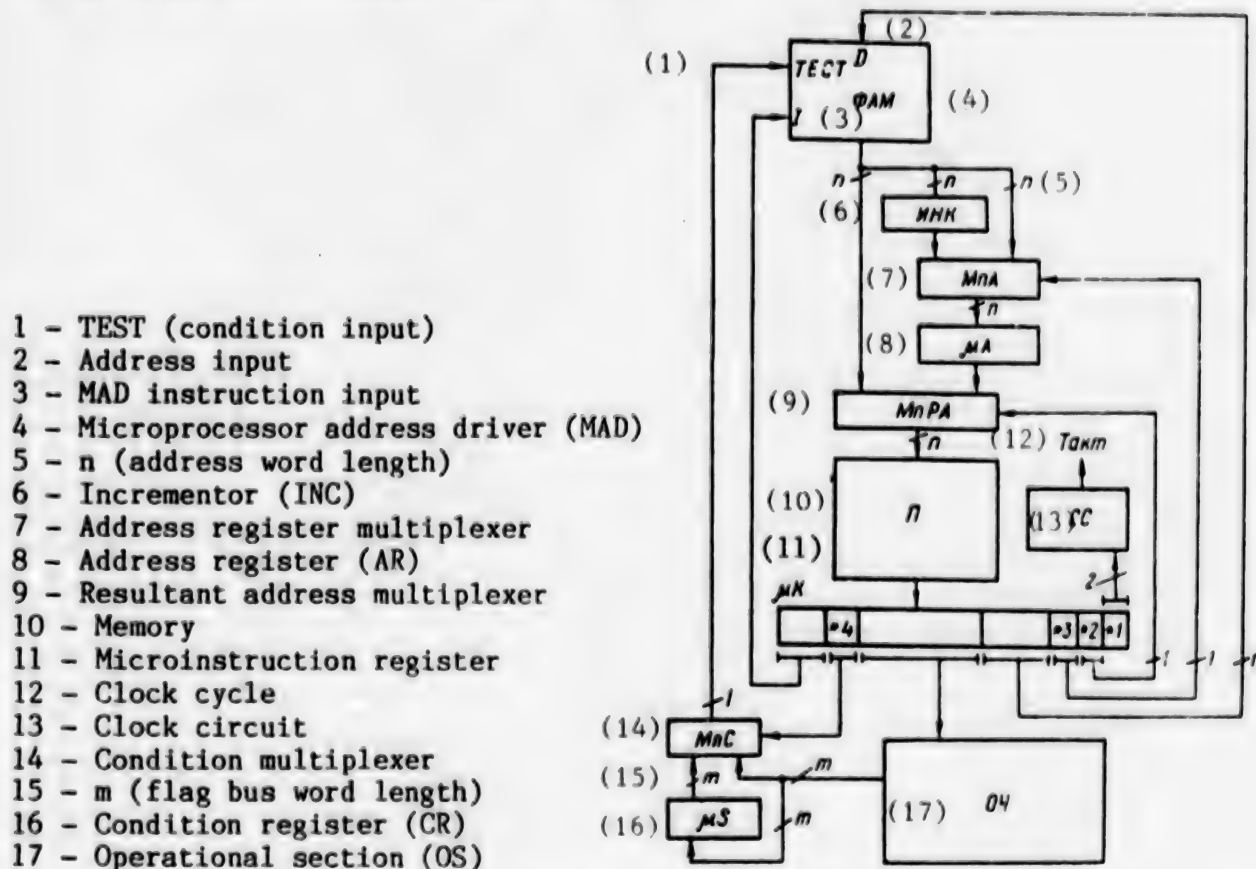 1 - TEST (condition input)
2 - Address input
3 - MAD instruction input
4 - Microprocessor address driver (MAD)
5 - n (address word length)
6 - Incrementor (INC)
7 - Address register multiplexer
8 - Address register (AR)
9 - Resultant address multiplexer
10 - Memory
11 - Microinstruction register
12 - Clock cycle
13 - Clock circuit
14 - Condition multiplexer
15 - m (flag bus word length)
16 - Condition register (CR)
17 - Operational section (OS)
(2)
(1)
ТЕСТ D
ФАМ
(4)
I (3)
n n n (5)
(6) ИНК
(7) МпА
n
(8) μА
(9) МпРА
n
(12) Такт
(10) П
(13) СС
(11)
2
μК
*4 *3 *2 *1
1 1 1
1
(14) МпС
(15) m m
(16) μS m
(17) ОЧ